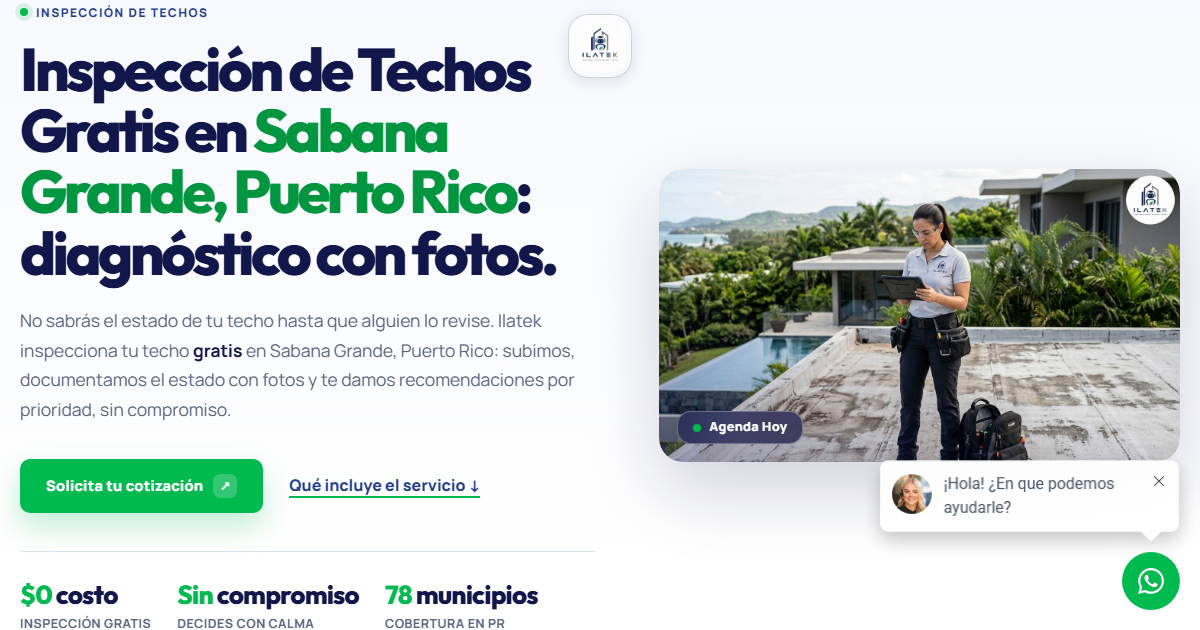 INSPECCIÓN DE TECHOS
ILATEK
Inspección de Techos
Gratis en Sabana
Grande, Puerto Rico:
diagnóstico con fotos.
No sabrás el estado de tu techo hasta que alguien lo revise. Ilatek
inspecciona tu techo gratis en Sabana Grande, Puerto Rico: subimos,
documentamos el estado con fotos y te damos recomendaciones por
prioridad, sin compromiso.
Solicita tu cotización ↗
Qué incluye el servicio ↓
$0 costo
INSPECCIÓN GRATIS
Sin compromiso
DECIDES CON CALMA
78 municipios
COBERTURA EN PR
ILATEK
ILATEK
Agenda Hoy
¡Hola! ¿En que podemos
ayudarle?